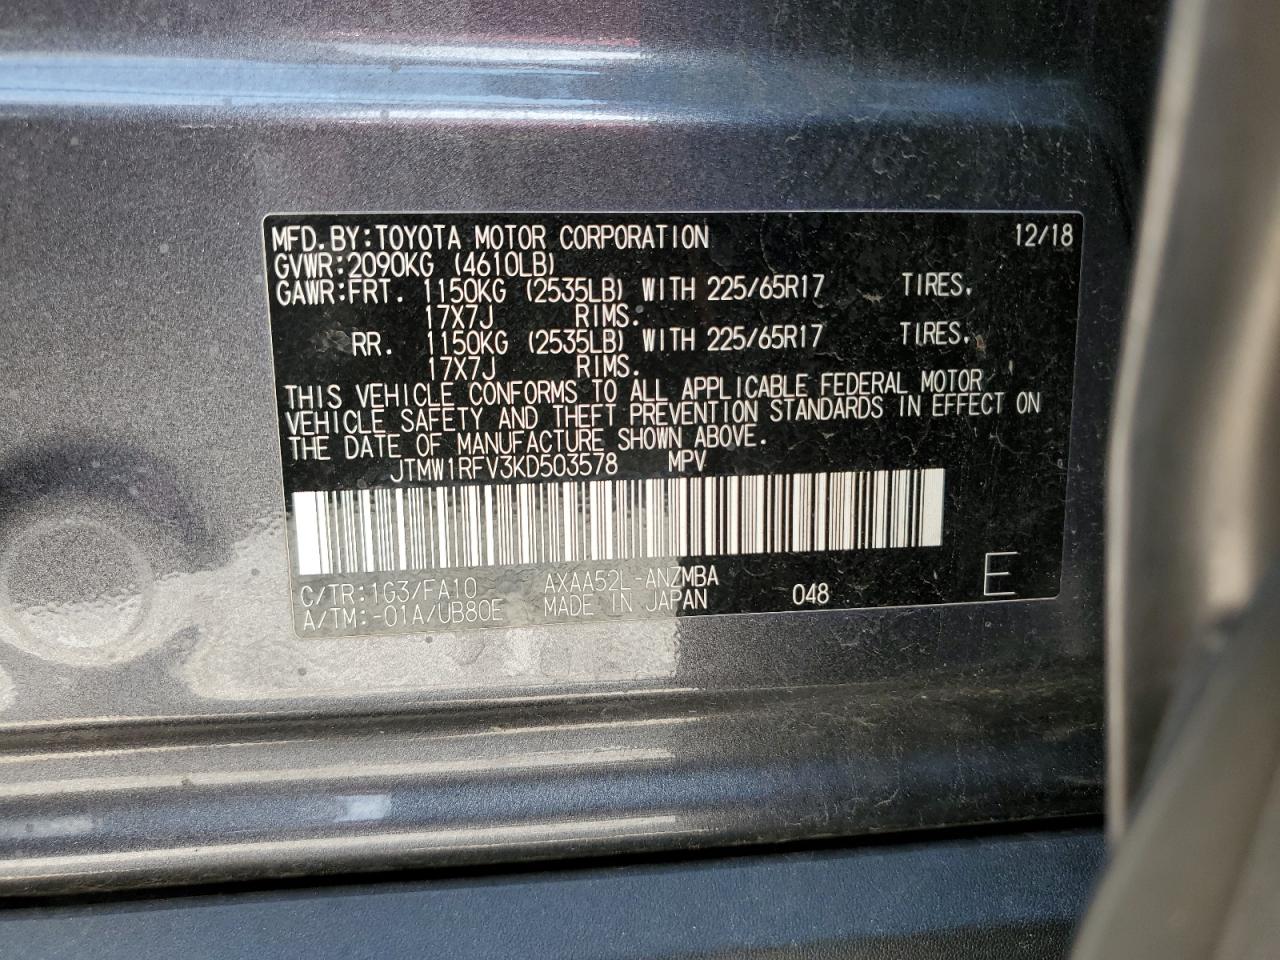 MFD.BY:TOYOTA MOTOR CORPORATION 12/18
GVWR:2090KG (4610LB)
GAWR:FRT. 1150KG (2535LB) WITH 225/65R17 TIRES,
17X7J RIMS.
RR. 1150KG (2535LB) WITH 225/65R17 TIRES,
17X7J RIMS.
THIS VEHICLE CONFORMS TO ALL APPLICABLE FEDERAL MOTOR
VEHICLE SAFETY AND THEFT PREVENTION STANDARDS IN EFFECT ON
THE DATE OF MANUFACTURE SHOWN ABOVE.
JTMW1RFV3KD503578 MPV
C/TR:1G3/FA10 AXAA52L-ANZMBA
A/TM:-01A/UB80E MADE IN JAPAN 048 E